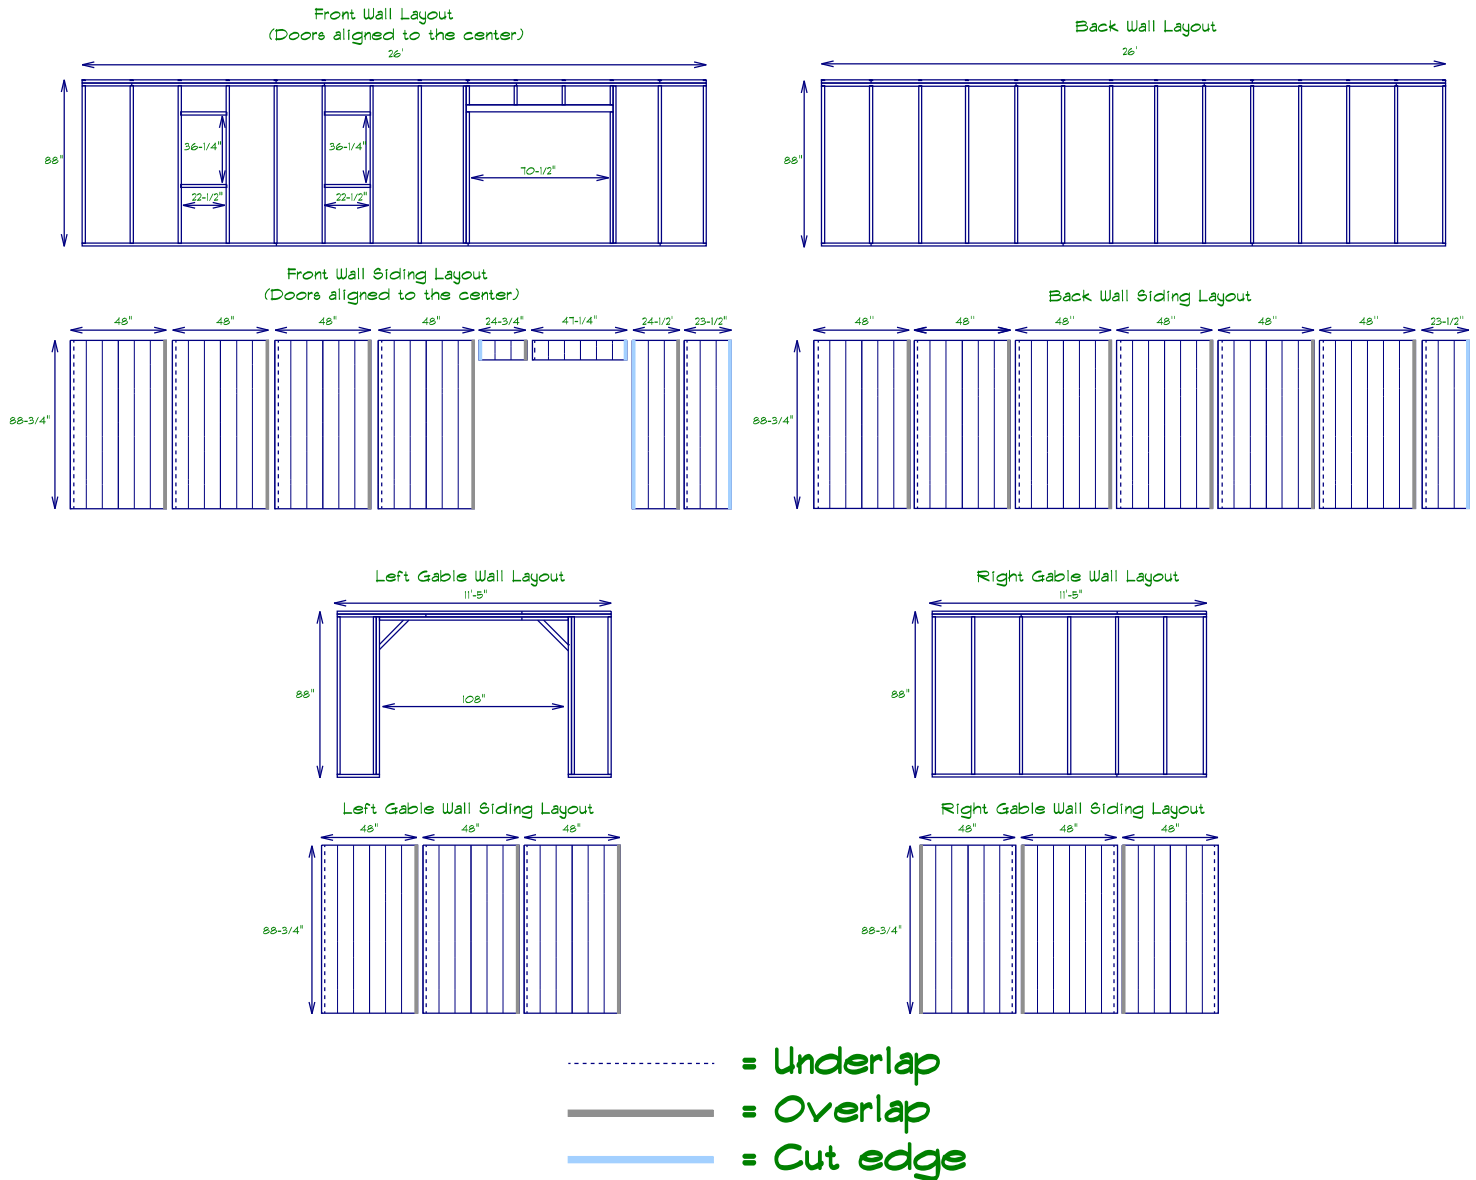 Front Wall Layout
(Doors aligned to the center)
26'
88"
36-1/4"
36-1/4"
22-1/2"
22-1/2"
70-1/2"
Back Wall Layout
26'
88"
Front Wall Siding Layout
(Doors aligned to the center)
48" 48" 48" 48" 24-3/4" 47-1/4" 24-1/2' 23-1/2"
88-3/4"
Back Wall Siding Layout
48" 48" 48" 48" 48" 48" 23-1/2"
88-3/4"
Left Gable Wall Layout
11'-5"
88"
108"
Right Gable Wall Layout
11'-5"
88"
Left Gable Wall Siding Layout
48" 48" 48"
88-3/4"
Right Gable Wall Siding Layout
48" 48" 48"
88-3/4"
= Underlap
= Overlap
= Cut edge